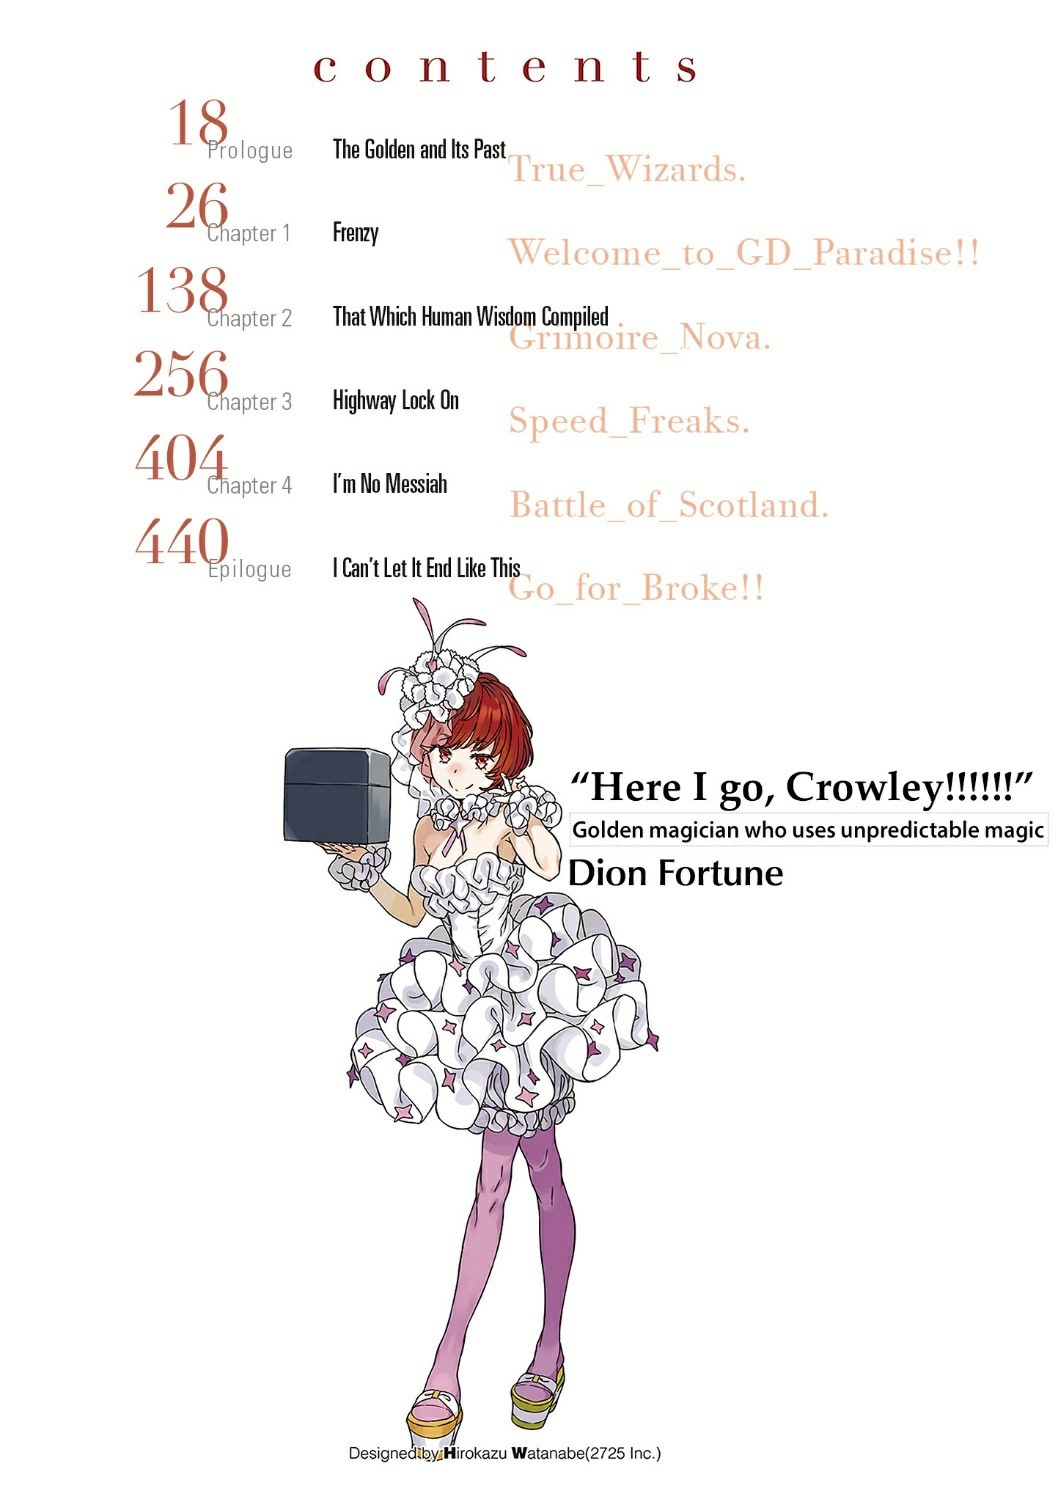 contents
18
Prologue The Golden and Its Past
True_Wizards.
26
Chapter 1 Frenzy
Welcome_to_GD_Paradise!!
138
Chapter 2 That Which Human Wisdom Compiled
Grimoire_Nova.
256
Chapter 3 Highway Lock On
Speed_Freaks.
404
Chapter 4 I'm No Messiah
Battle_of_Scotland.
440
Epilogue I Can't Let It End Like This
Go_for_Broke!!
“Here I go, Crowley!!!!!!”
Golden magician who uses unpredictable magic
Dion Fortune
Designed by Hirokazu Watanabe(2725 Inc.)